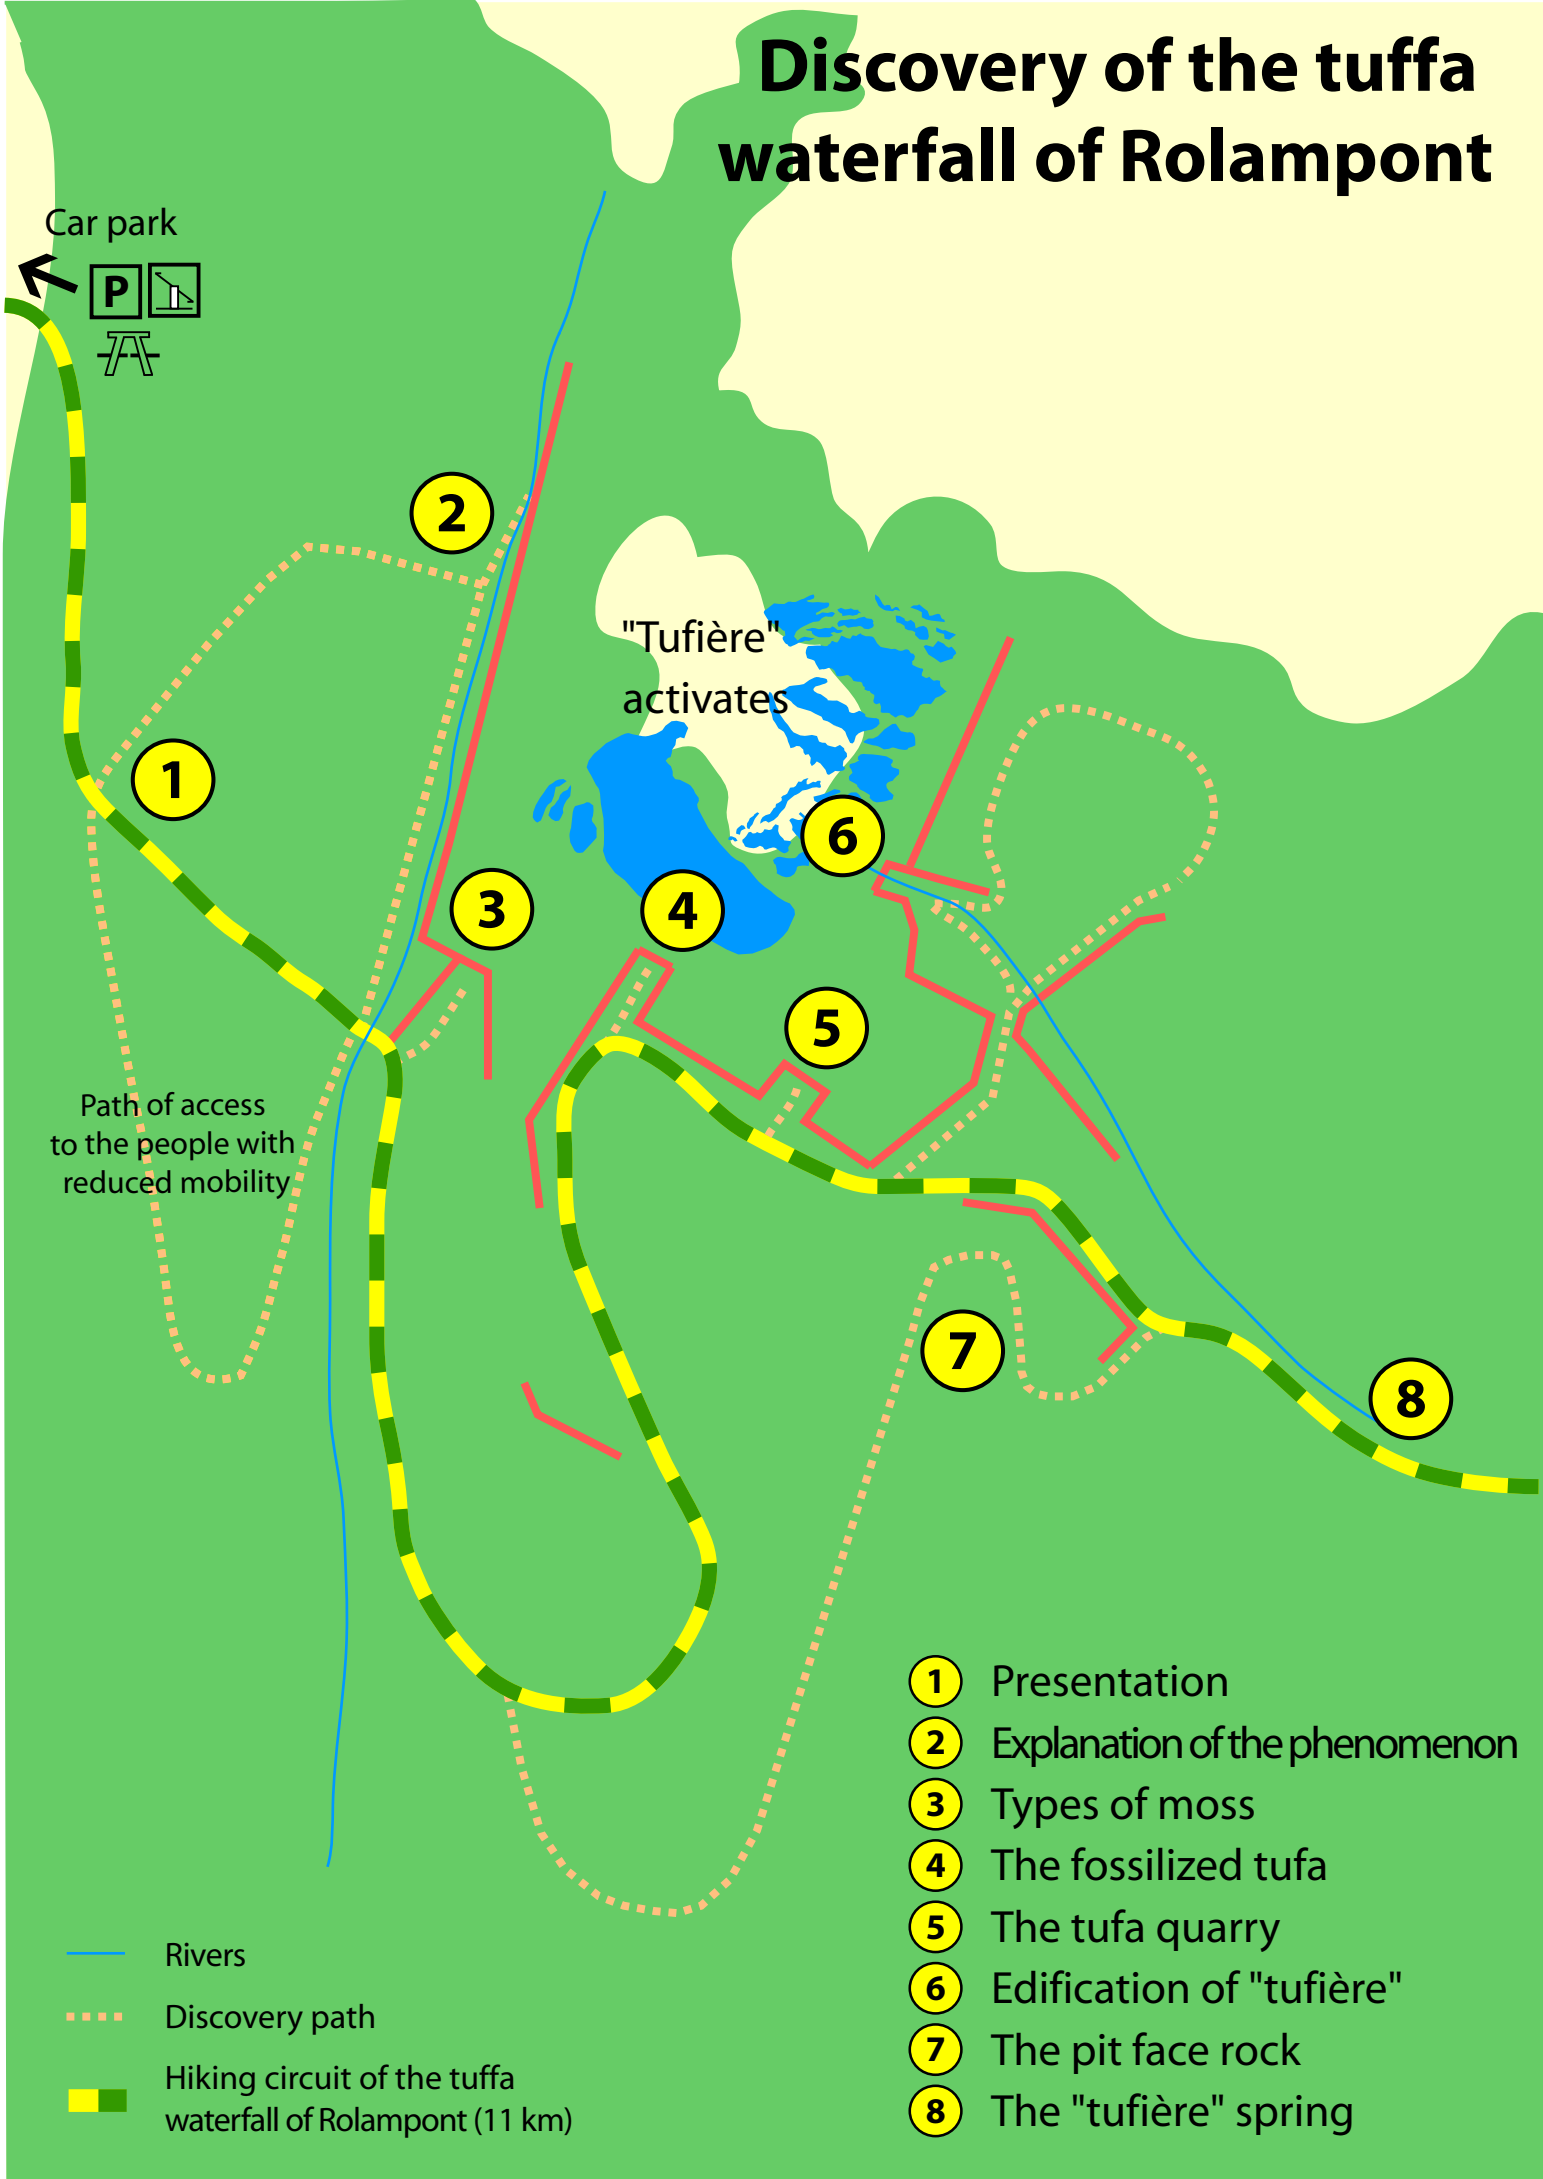 Discovery of the tuffa
waterfall of Rolampont
Car park
P
2
"Tufière"
activates
1
6
3
4
5
Path of access
to the people with
reduced mobility
7
8
1 Presentation
2 Explanation of the phenomenon
3 Types of moss
4 The fossilized tufa
5 The tufa quarry
6 Edification of "tufière"
7 The pit face rock
8 The "tufière" spring
Rivers
Discovery path
Hiking circuit of the tuffa
waterfall of Rolampont (11 km)